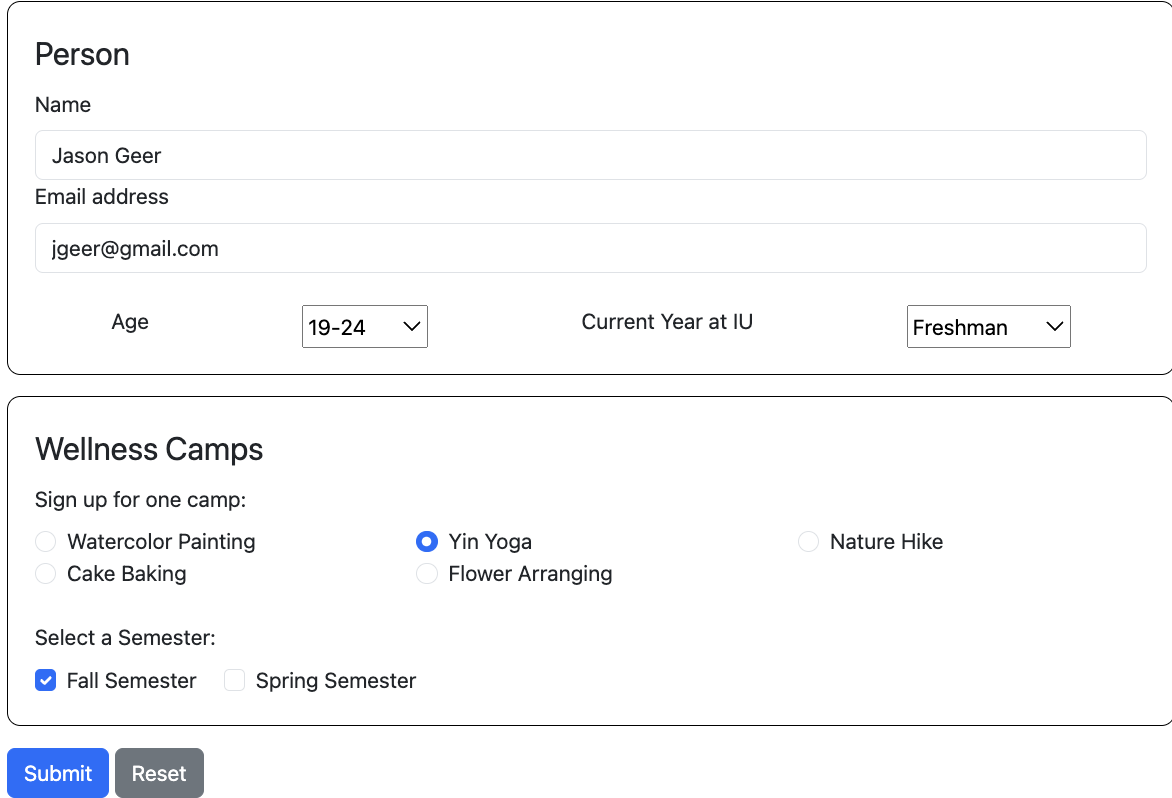 Person
Name
Jason Geer
Email address
jgeer@gmail.com
Age 19-24 Current Year at IU Freshman
Wellness Camps
Sign up for one camp:
Watercolor Painting Yin Yoga Nature Hike
Cake Baking Flower Arranging
Select a Semester:
Fall Semester Spring Semester
Submit Reset